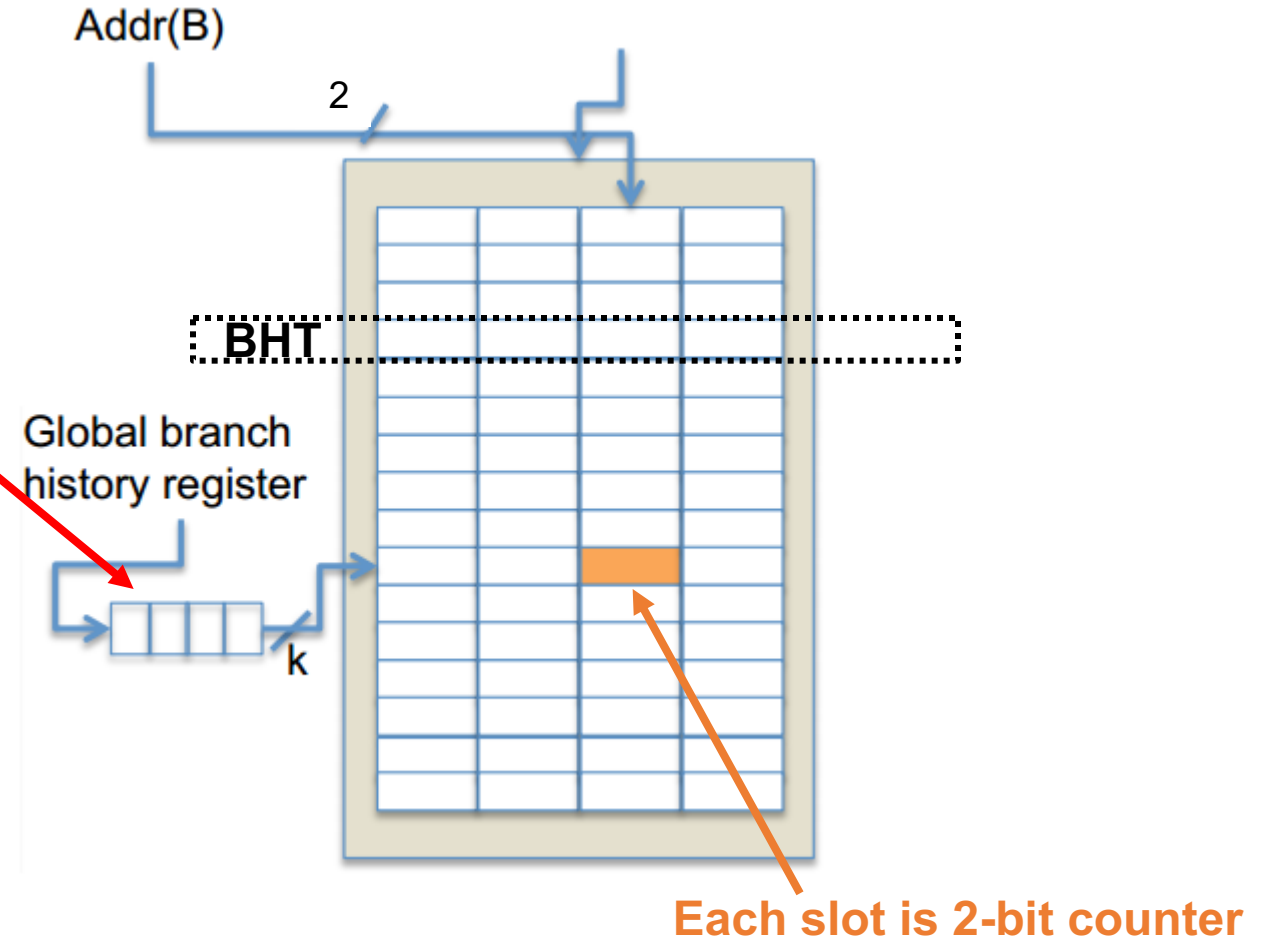 Addr(B)
2
BHT
Global branch
history register
k
Each slot is 2-bit counter